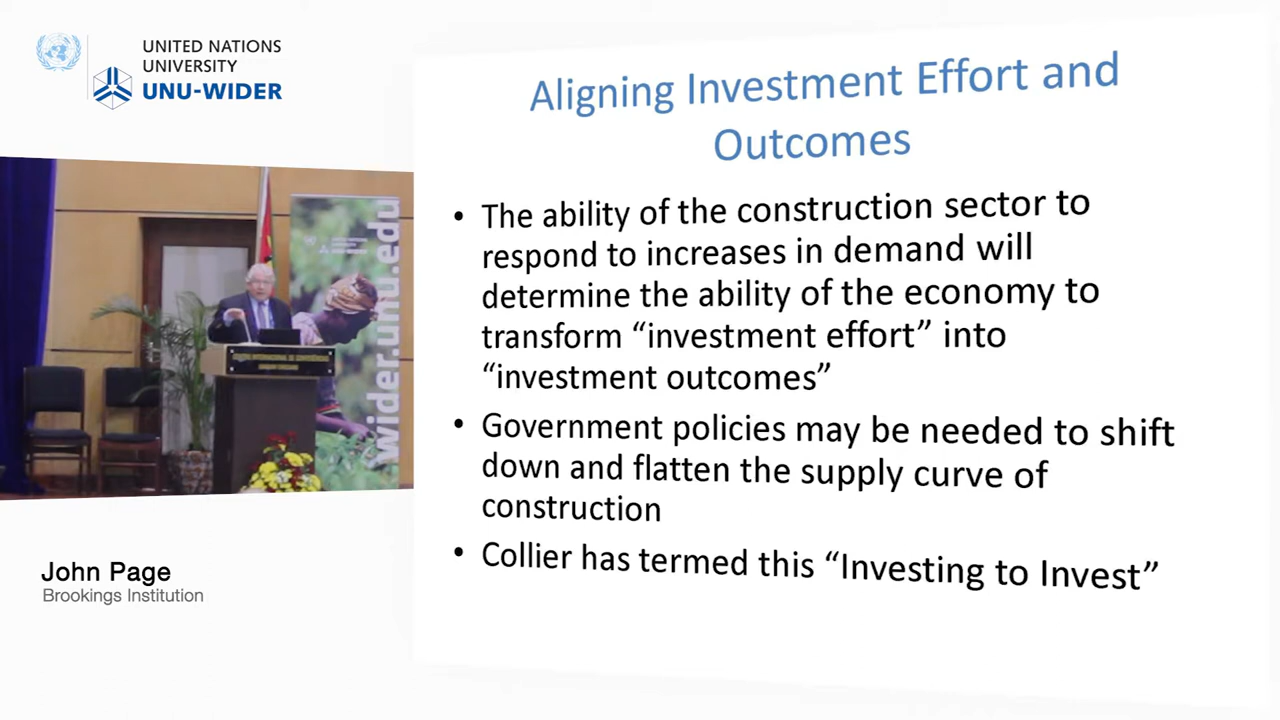 UNITED NATIONS
UNIVERSITY
UNU-WIDER
wider.unu.edu
John Page
Brookings Institution
Aligning Investment Effort and
Outcomes
• The ability of the construction sector to
respond to increases in demand will
determine the ability of the economy to
transform “investment effort” into
“investment outcomes”
• Government policies may be needed to shift
down and flatten the supply curve of
construction
• Collier has termed this “Investing to Invest”